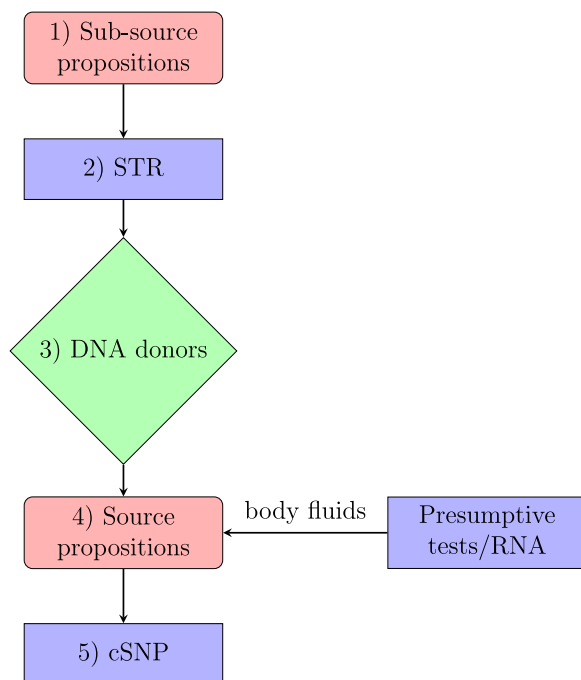 1) Sub-source
propositions
2) STR
3) DNA donors
4) Source
propositions
body fluids
Presumptive
tests/RNA
5) cSNP